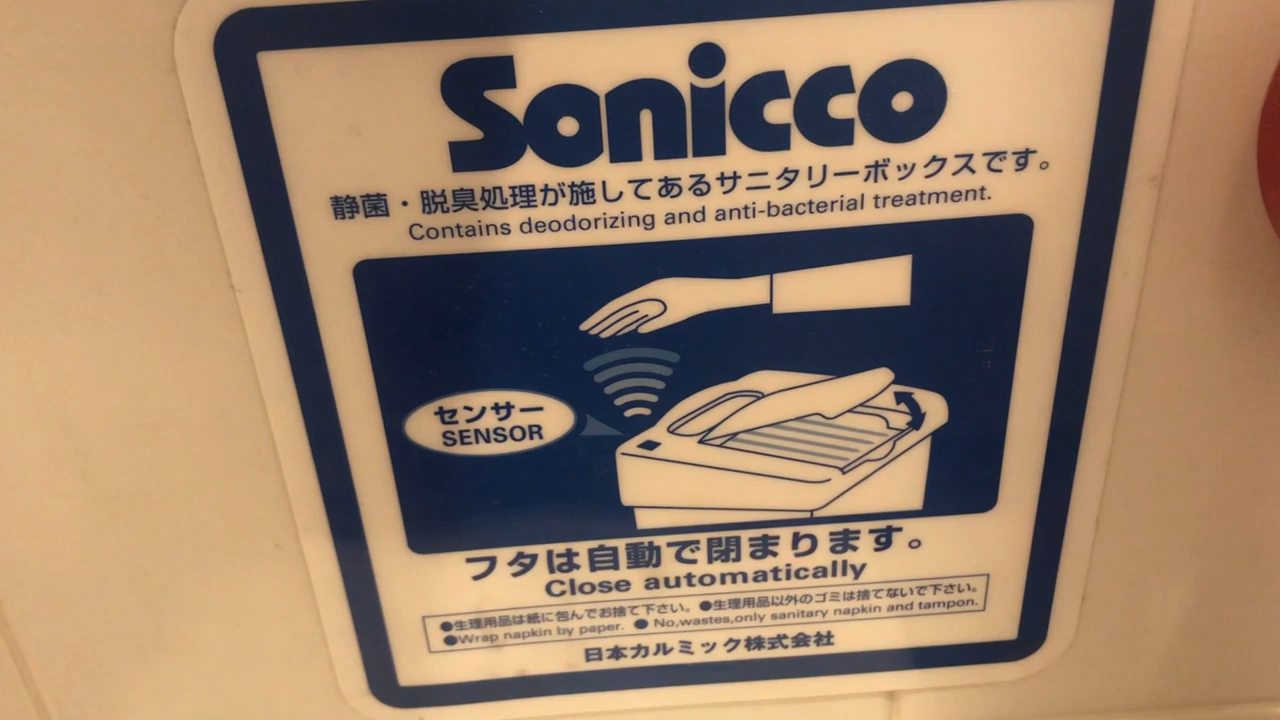 Sonicco
静菌・脱臭処理が施してあるサニタリーボックスです。
Contains deodorizing and anti-bacterial treatment.
センサー
SENSOR
フタは自動で閉まります。
Close automatically
●生理用品は紙に包んでお捨て下さい。●生理用品以外のゴミは捨てないで下さい。
●Wrap napkin by paper. ● No,wastes,only sanitary napkin and tampon.
日本カルミック株式会社